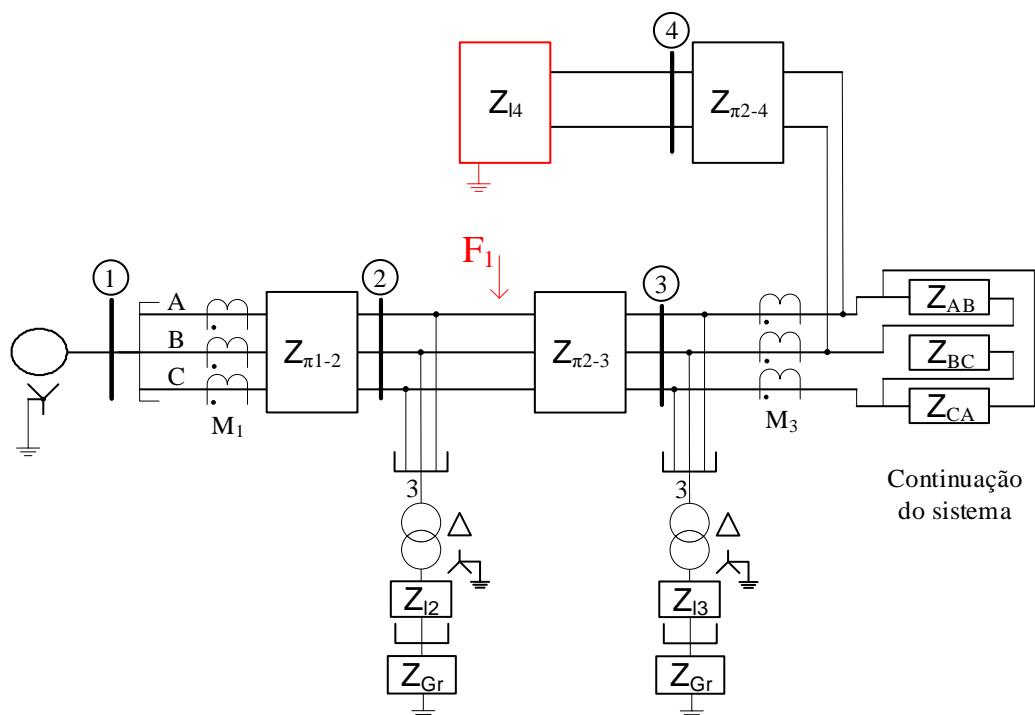 4
Zl4
Zπ2-4
F1
1
A
B
C
M1
Zπ1-2
2
Zπ2-3
3
M3
ZAB
ZBC
ZCA
Continuação
do sistema
3
Δ
Zl2
ZGr
3
Δ
Zl3
ZGr